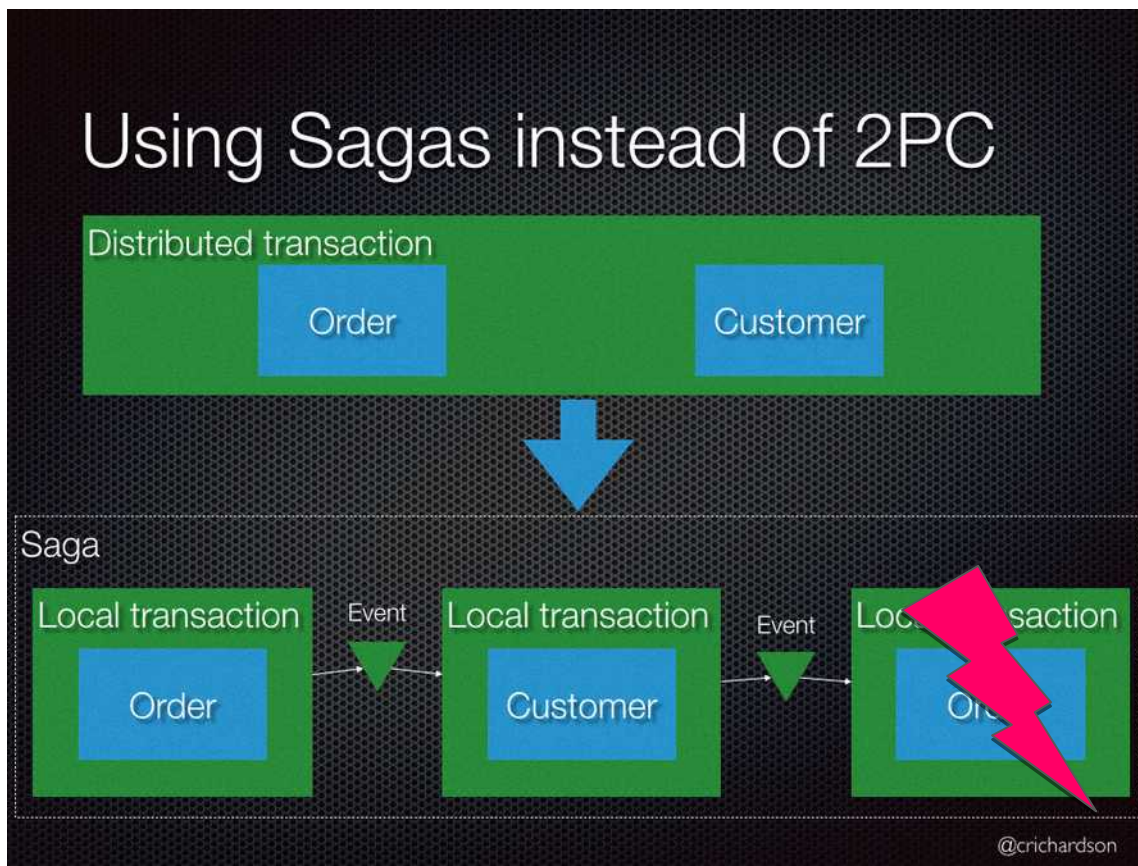 Using Sagas instead of 2PC
Distributed transaction
Order
Customer
Saga
Local transaction
Event
Local transaction
Event
Order
Customer
@crichardson